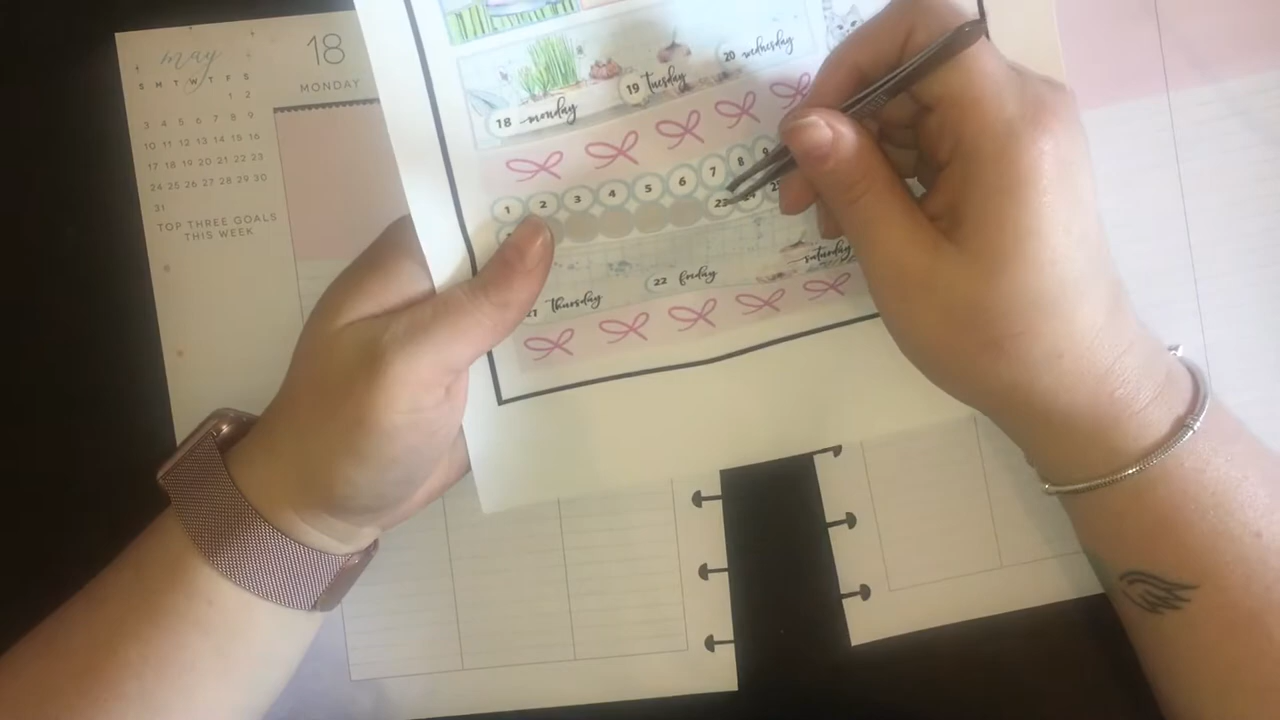 may
S M T W T F S
1 2
3 4 5 6 7 8 9
10 11 12 13 14 15 16
17 18 19 20 21 22 23
24 25 26 27 28 29 30
31
TOP THREE GOALS
THIS WEEK
18
MONDAY
18 monday
19 Tuesday
20 wednesday
1 2 3 4 5 6 7 8 9
23 24
21 Thursday
22 friday
saturday